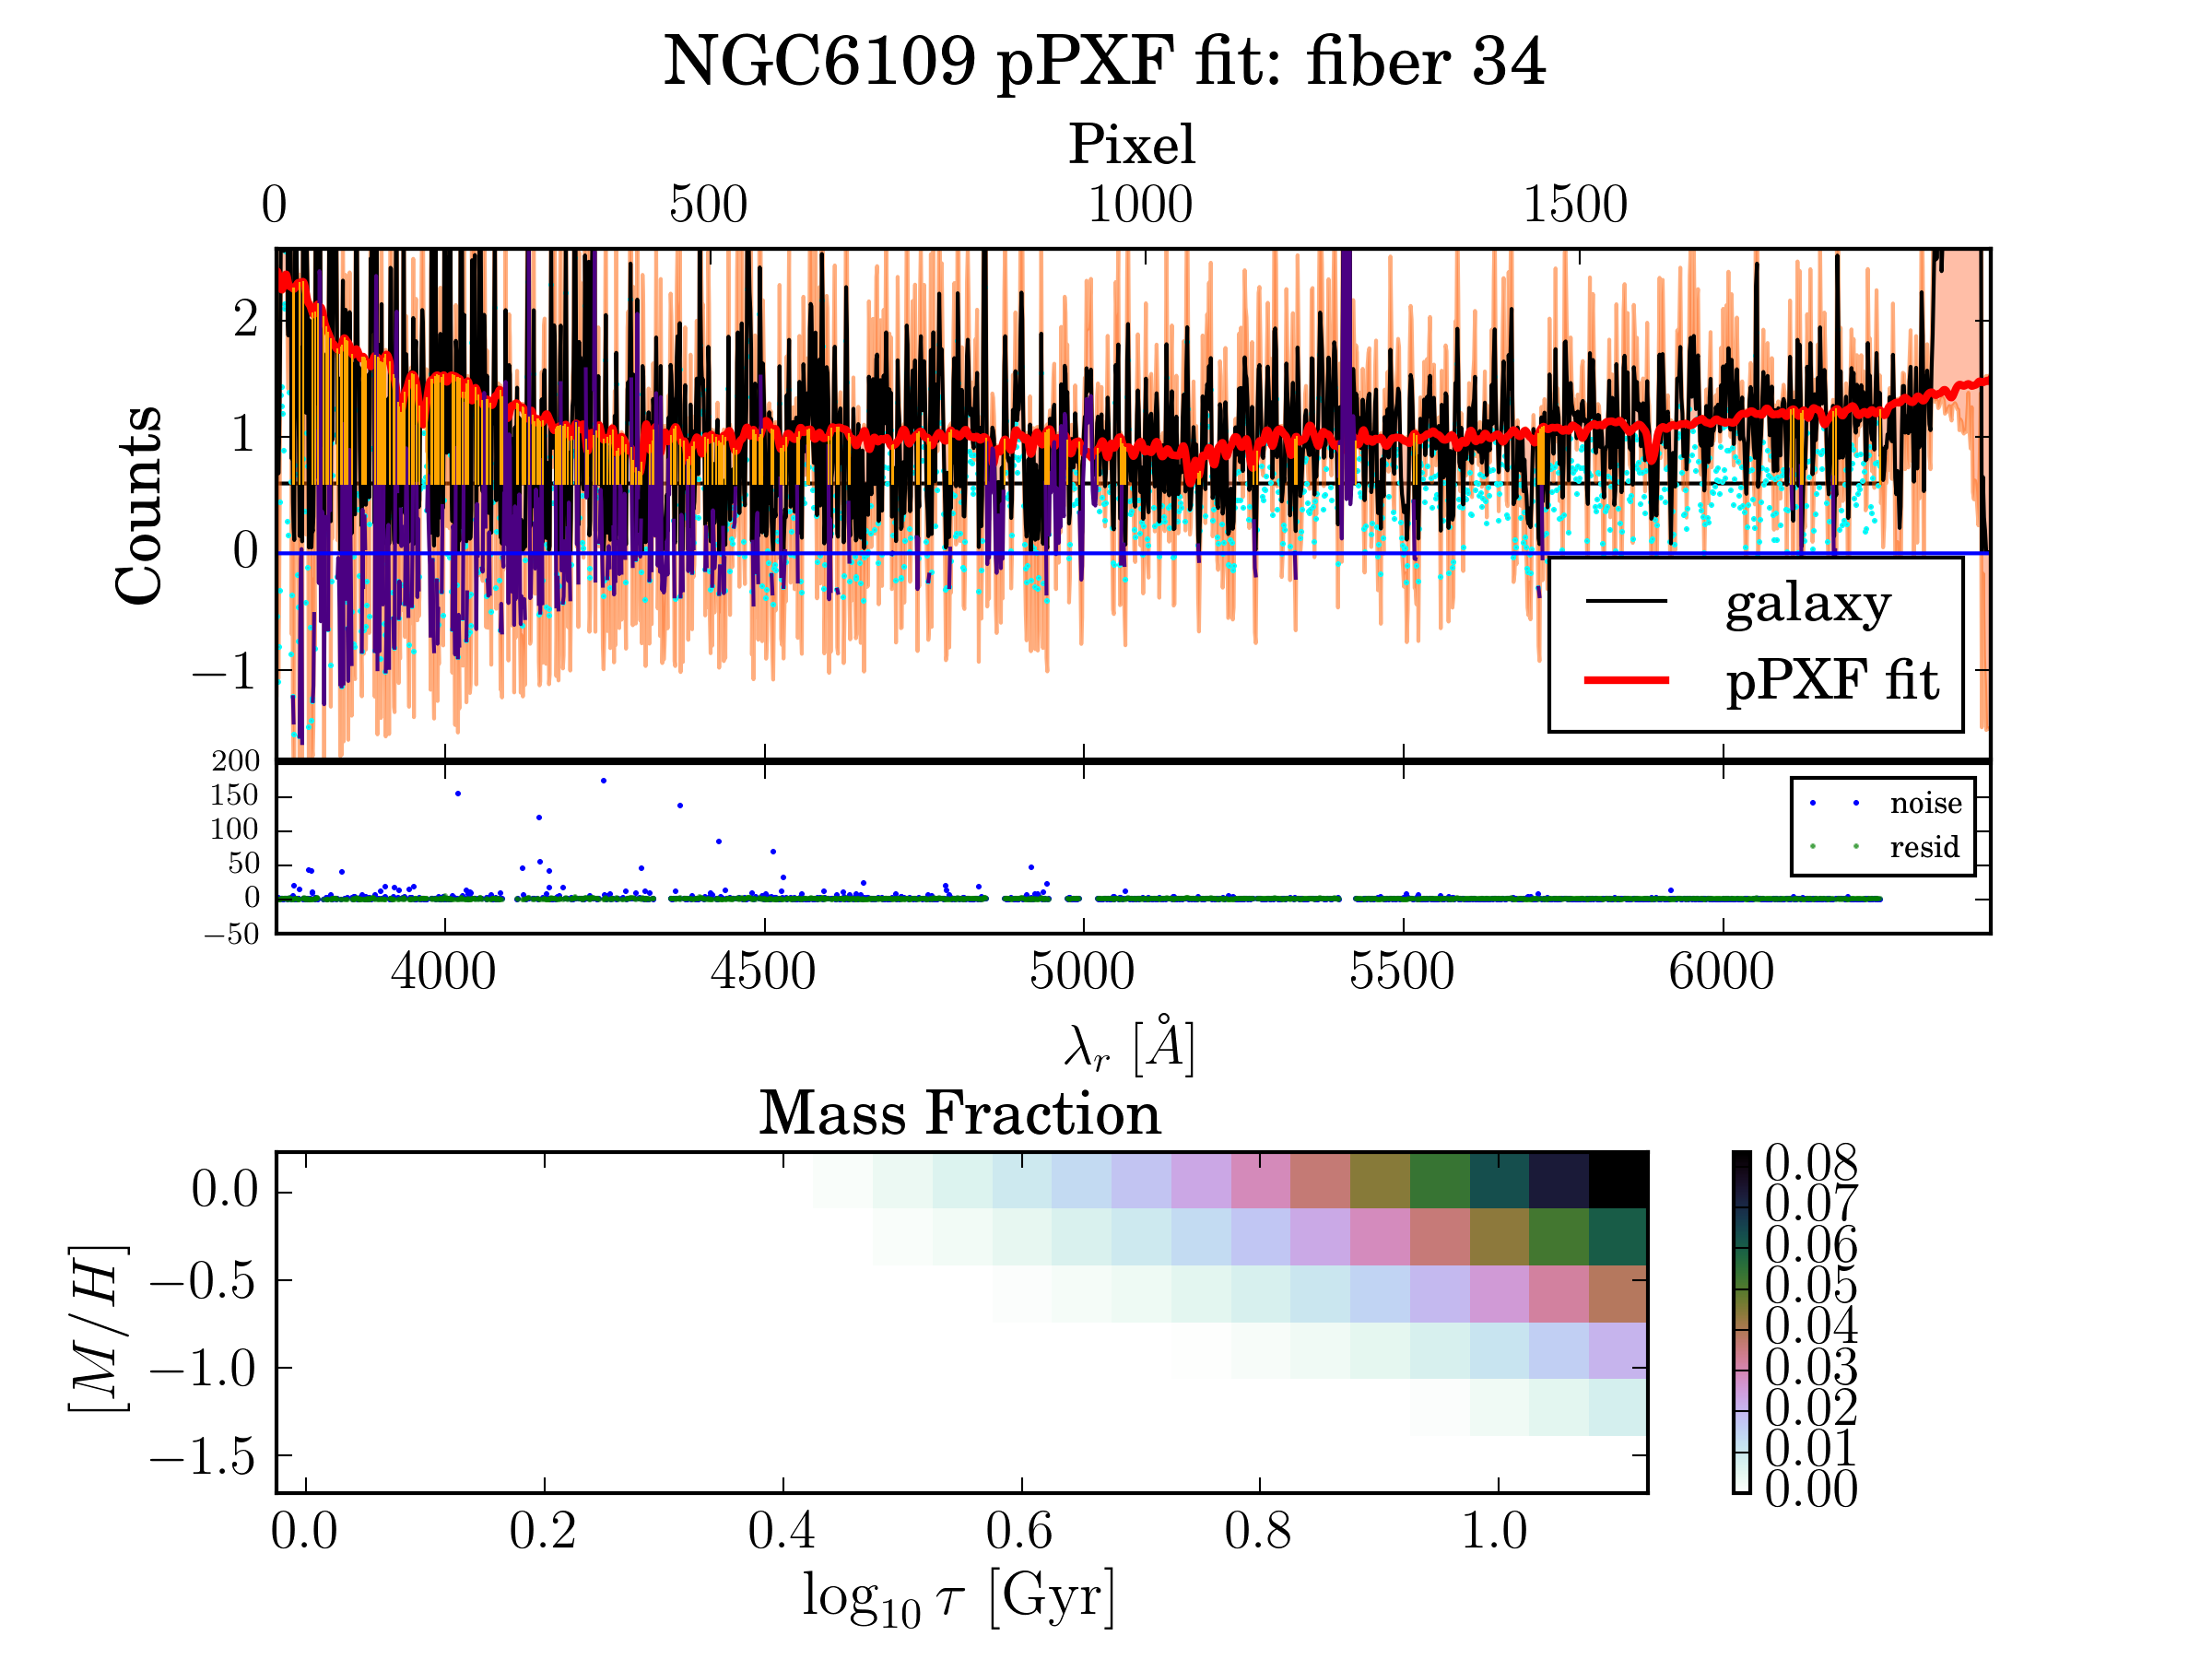 NGC6109 pPXF fit: fiber 34
Pixel
0 500 1000 1500
Counts
2
1
0
−1
galaxy
pPXF fit
200
150
100
50
0
−50
noise
resid
4000 4500 5000 5500 6000
λr [Å]
Mass Fraction
[M/H]
0.0
−0.5
−1.0
−1.5
0.08
0.07
0.06
0.05
0.04
0.03
0.02
0.01
0.00
0.0 0.2 0.4 0.6 0.8 1.0
log10 τ [Gyr]